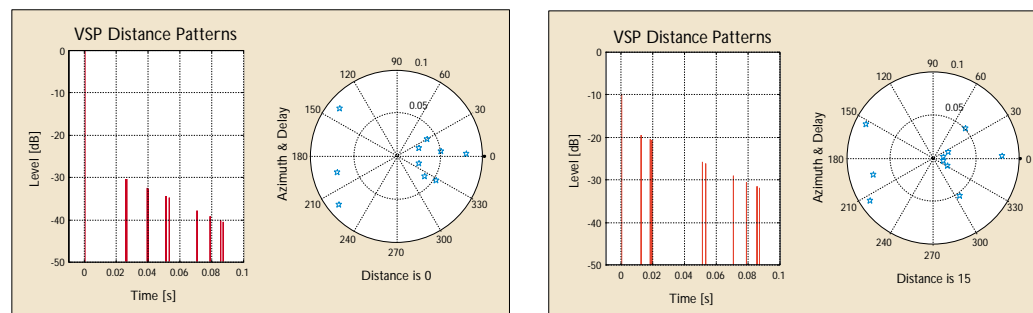 VSP Distance Patterns
0
-10
-20
-30
-40
-50
Level [dB]
0 0.02 0.04 0.06 0.08 0.1
Time [s]
Azimuth & Delay
90 0.1
120 60
150 0.05 30
180 0
210 330
240 300
270
Distance is 0
VSP Distance Patterns
0
-10
-20
-30
-40
-50
Level [dB]
0 0.02 0.04 0.06 0.08 0.1
Time [s]
Azimuth & Delay
90 0.1
120 60
150 0.05 30
180 0
210 330
240 300
270
Distance is 15